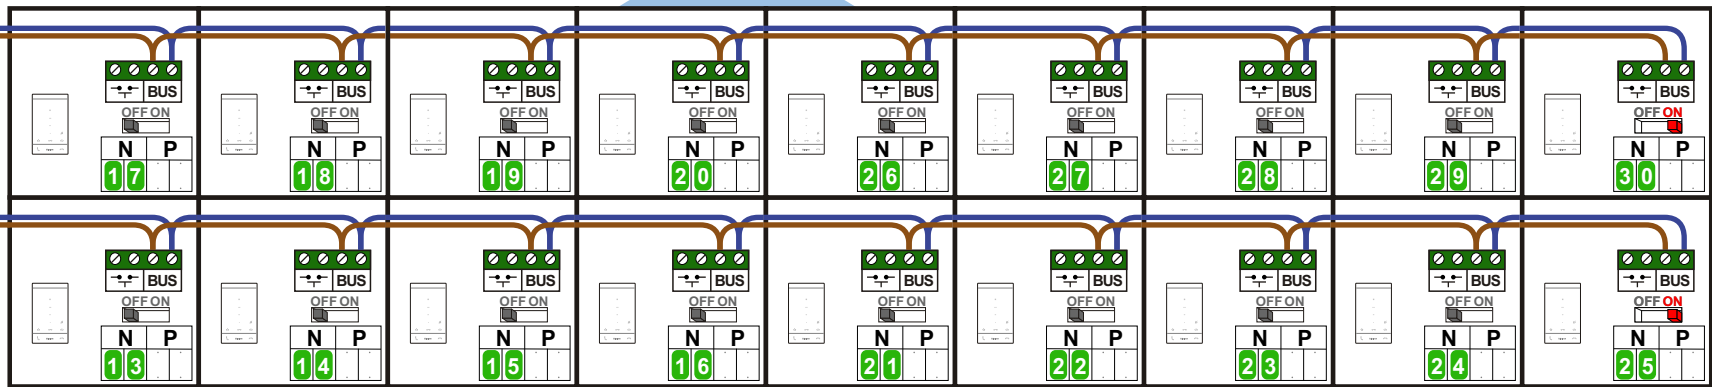 BUS BUS BUS BUS BUS BUS BUS BUS BUS
OFF ON OFF ON OFF ON OFF ON OFF ON OFF ON OFF ON OFF ON OFF ON
N P N P N P N P N P N P N P N P N P
17 18 19 20 26 27 28 29 30
BUS BUS BUS BUS BUS BUS BUS BUS BUS
OFF ON OFF ON OFF ON OFF ON OFF ON OFF ON OFF ON OFF ON OFF ON
N P N P N P N P N P N P N P N P N P
13 14 15 16 21 22 23 24 25